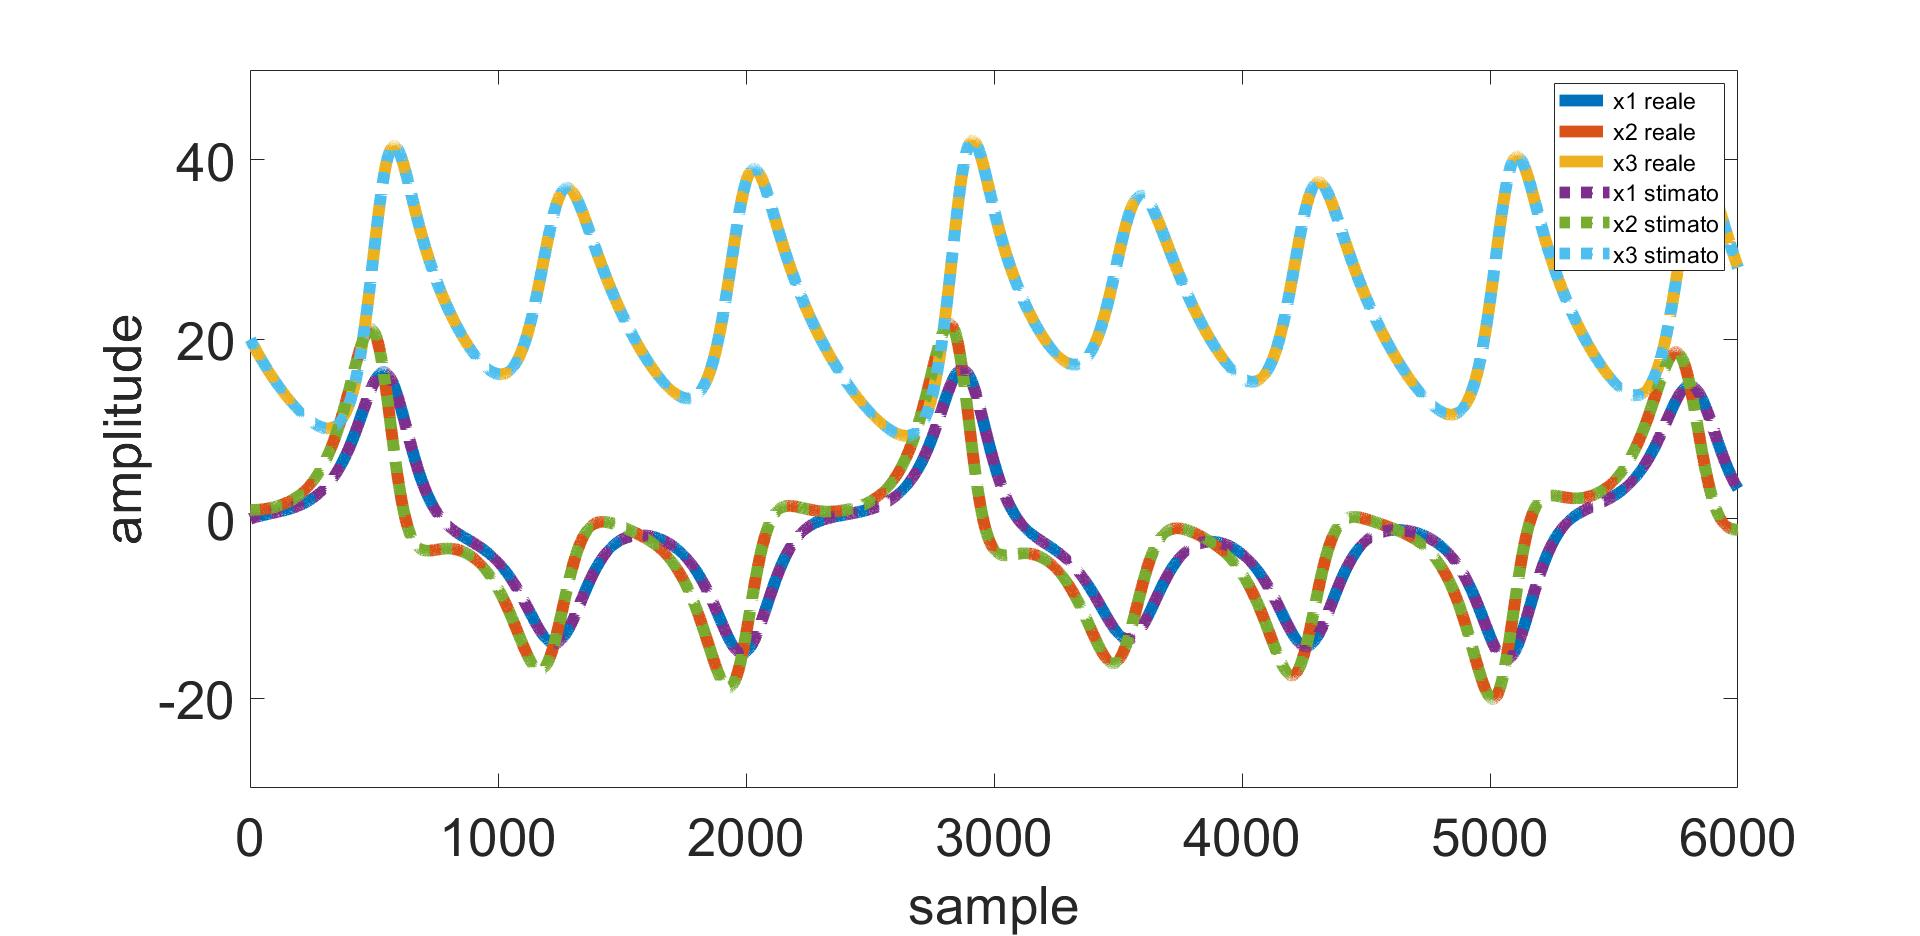 40
20
0
-20
amplitude
x1 reale
x2 reale
x3 reale
x1 stimato
x2 stimato
x3 stimato
0 1000 2000 3000 4000 5000 6000
sample